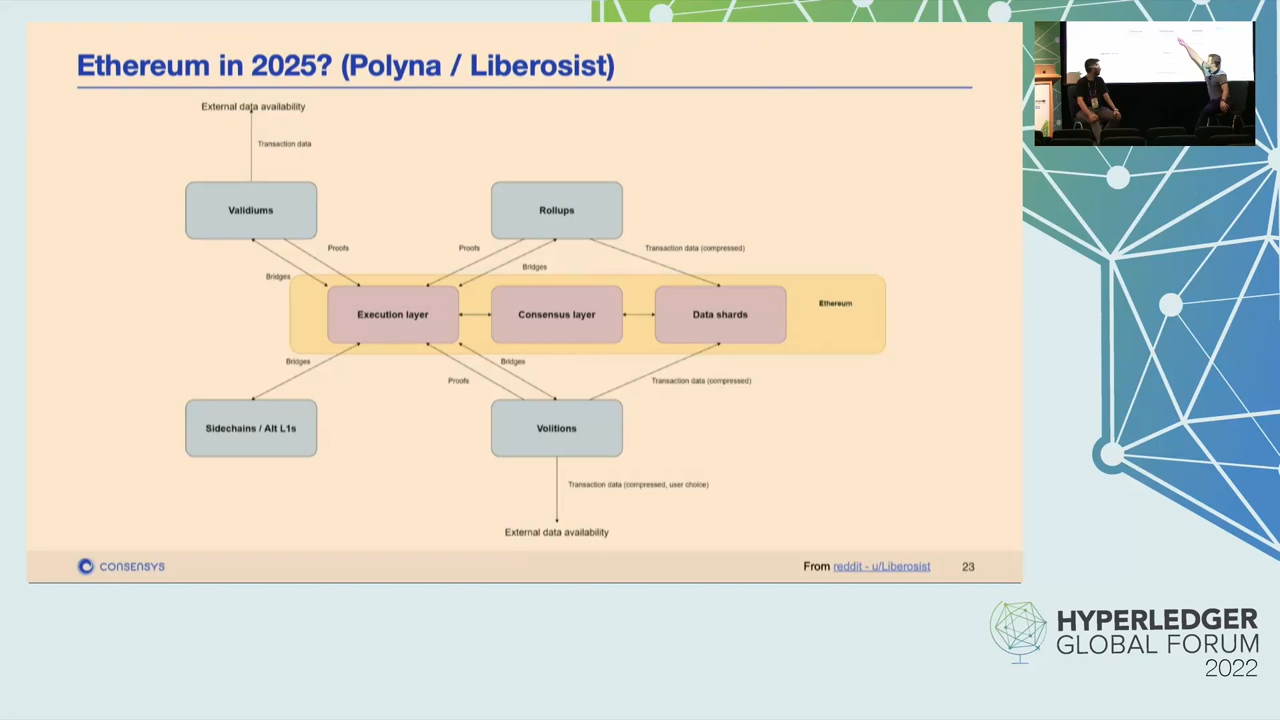 Ethereum in 2025? (Polyna / Liberosist)
External data availability
Transaction data
Validiums
Rollups
Proofs
Proofs
Transaction data (compressed)
Bridges
Bridges
Execution layer
Consensus layer
Data shards
Ethereum
Bridges
Bridges
Proofs
Transaction data (compressed)
Sidechains / Alt L1s
Volitions
Transaction data (compressed, user choice)
External data availability
CONSENSYS
From reddit - u/Liberosist
23
HYPERLEDGER
GLOBAL FORUM
2022